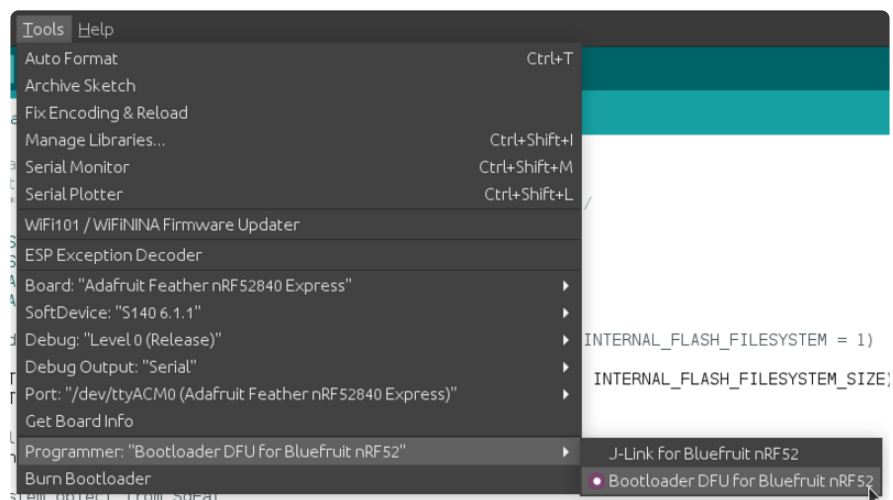 Tools Help
Auto Format Ctrl+T
Archive Sketch
Fix Encoding & Reload
Manage Libraries... Ctrl+Shift+I
Serial Monitor Ctrl+Shift+M
Serial Plotter Ctrl+Shift+L
WiFi101 / WiFiNINA Firmware Updater
ESP Exception Decoder
Board: "Adafruit Feather nRF52840 Express"
SoftDevice: "S140 6.1.1"
Debug: "Level 0 (Release)" INTERNAL_FLASH_FILESYSTEM = 1)
Debug Output: "Serial" INTERNAL_FLASH_FILESYSTEM_SIZE)
Port: "/dev/ttyACM0 (Adafruit Feather nRF52840 Express)"
Get Board Info
Programmer: "Bootloader DFU for Bluefruit nRF52" J-Link for Bluefruit nRF52
Burn Bootloader Bootloader DFU for Bluefruit nRF52